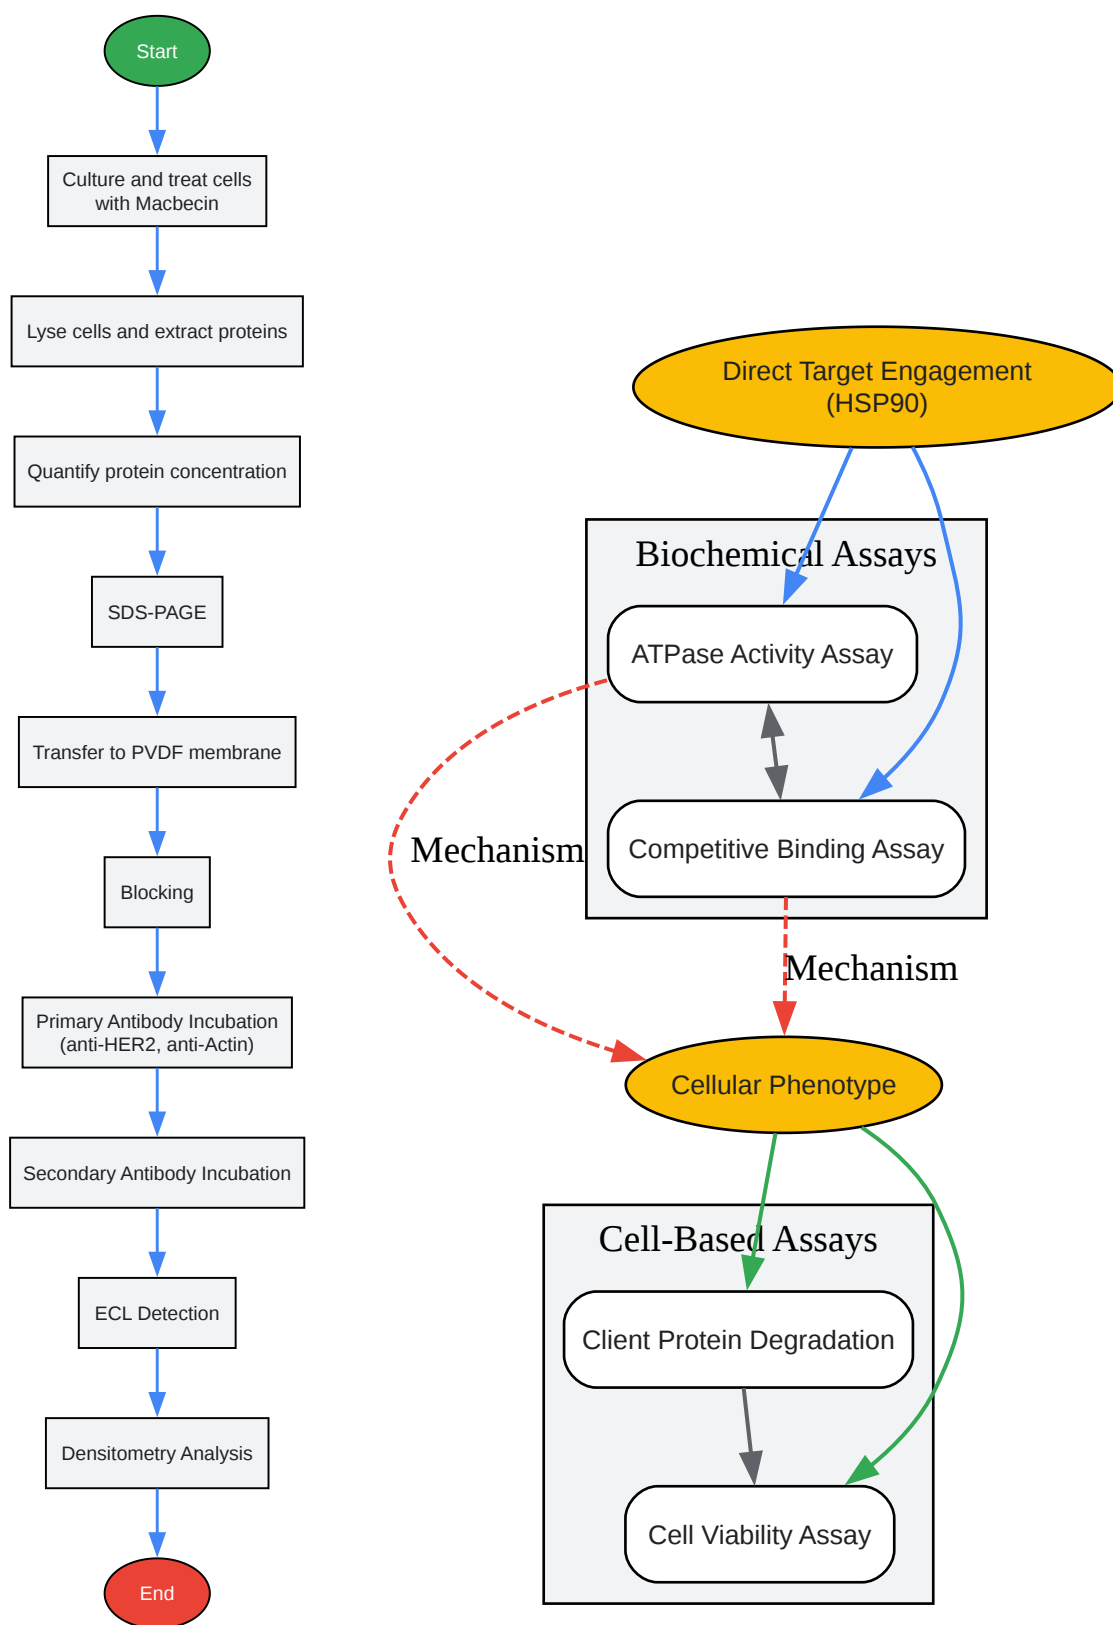 Start
Culture and treat cells
with Macbecin
Lyse cells and extract proteins
Quantify protein concentration
SDS-PAGE
Transfer to PVDF membrane
Blocking
Primary Antibody Incubation
(anti-HER2, anti-Actin)
Secondary Antibody Incubation
ECL Detection
Densitometry Analysis
End
Direct Target Engagement
(HSP90)
Biochemical Assays
ATPase Activity Assay
Mechanism
Competitive Binding Assay
Mechanism
Cellular Phenotype
Cell-Based Assays
Client Protein Degradation
Cell Viability Assay